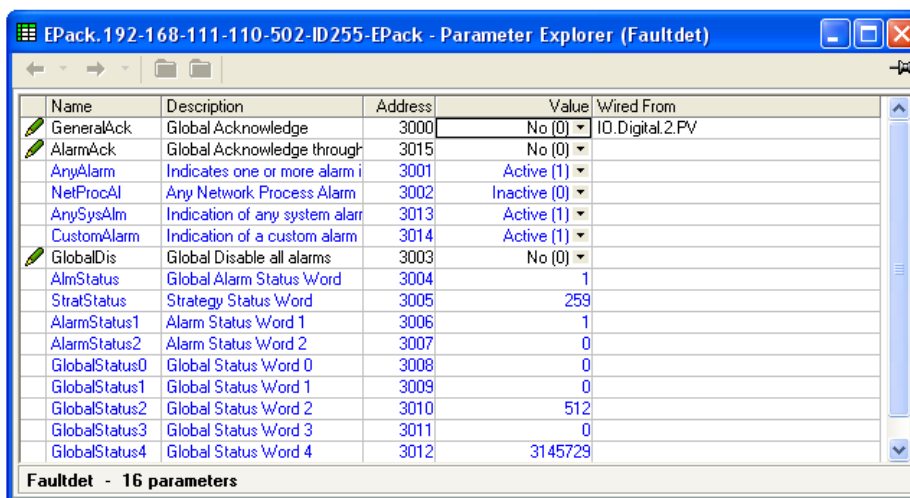 EPack.192-168-111-110-502-ID255-EPack - Parameter Explorer (Faultdet)
Name Description Address Value Wired From
GeneralAck Global Acknowledge 3000 No (0) IO.Digital.2.PV
AlarmAck Global Acknowledge through 3015 No (0)
AnyAlarm Indicates one or more alarm i 3001 Active (1)
NetProcAl Any Network Process Alarm 3002 Inactive (0)
AnySysAlm Indication of any system alarr 3013 Active (1)
CustomAlarm Indication of a custom alarm 3014 Active (1)
GlobalDis Global Disable all alarms 3003 No (0)
AlmStatus Global Alarm Status Word 3004 1
StratStatus Strategy Status Word 3005 259
AlarmStatus1 Alarm Status Word 1 3006 1
AlarmStatus2 Alarm Status Word 2 3007 0
GlobalStatus0 Global Status Word 0 3008 0
GlobalStatus1 Global Status Word 1 3009 0
GlobalStatus2 Global Status Word 2 3010 512
GlobalStatus3 Global Status Word 3 3011 0
GlobalStatus4 Global Status Word 4 3012 3145729
Faultdet - 16 parameters